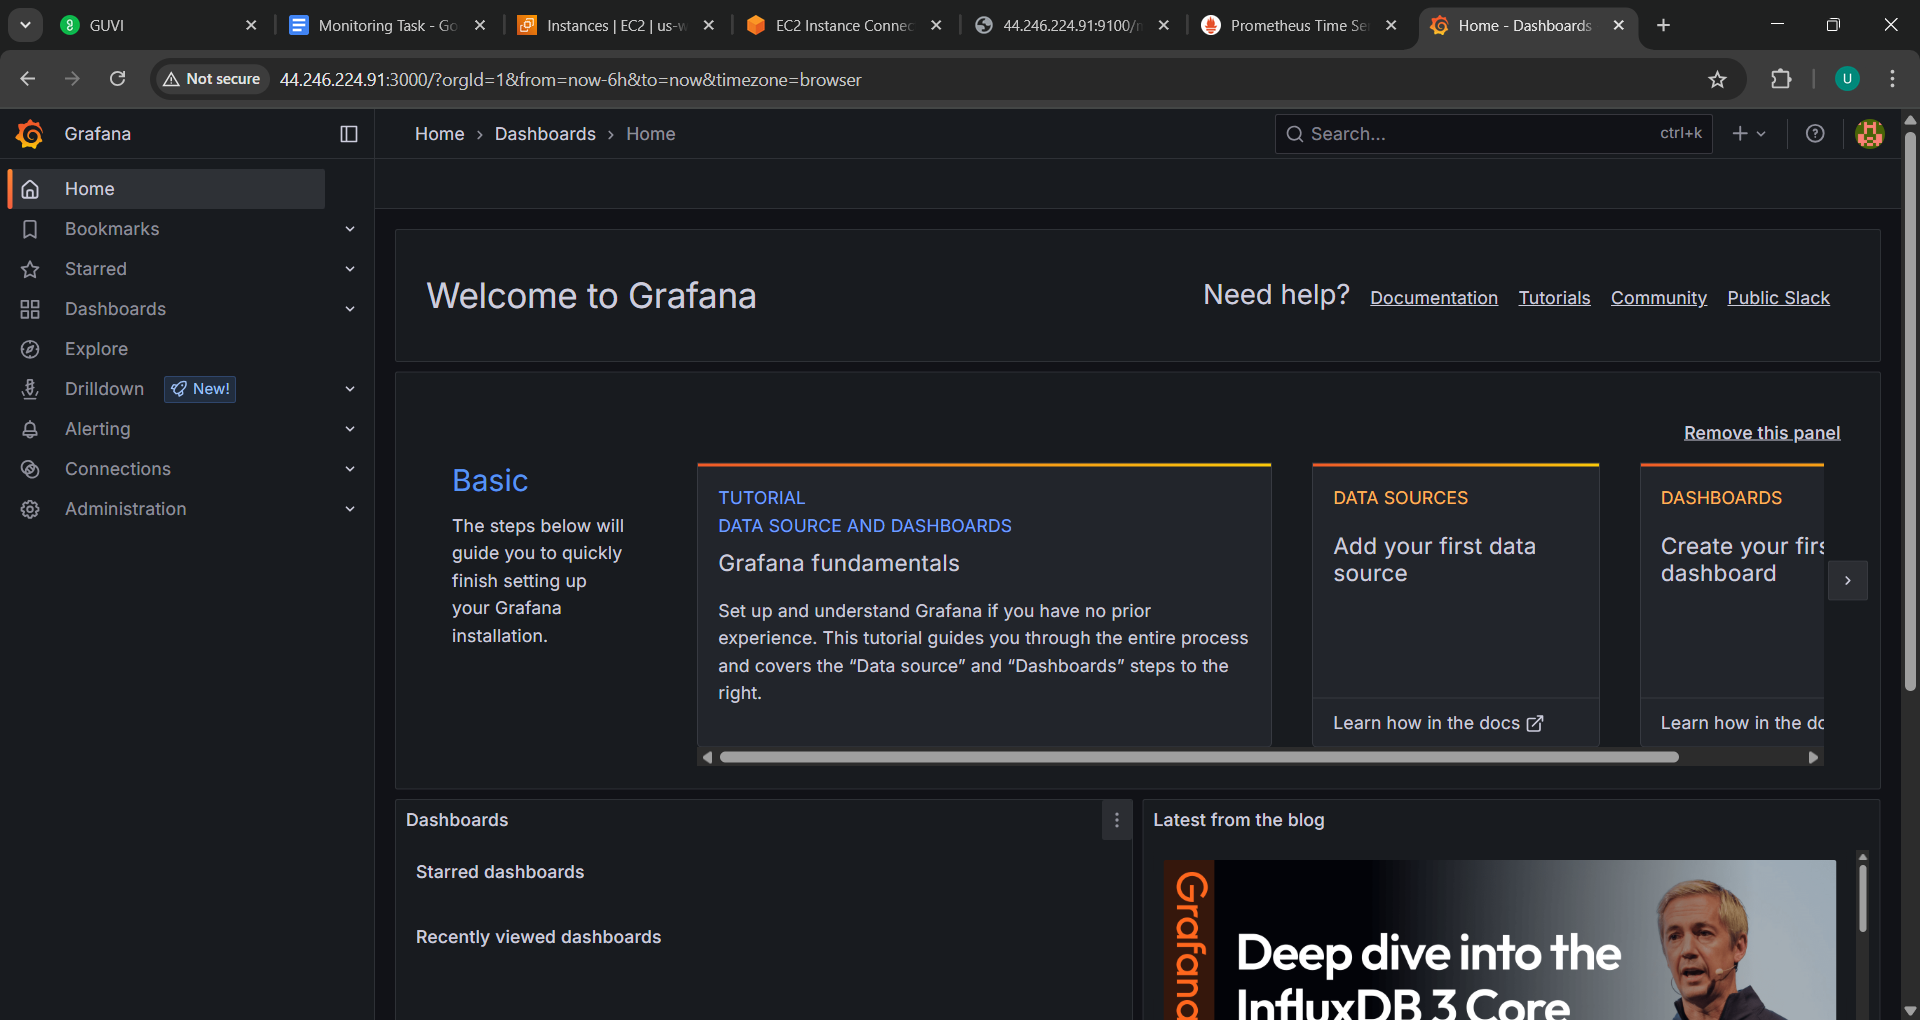 GUVI
Monitoring Task - Go
Instances | EC2 | us-w
EC2 Instance Connec
44.246.224.91:9100/
Prometheus Time Se
Home - Dashboards
Not secure
44.246.224.91:3000/?orgId=1&from=now-6h&to=now&timezone=browser
U
Grafana
Home › Dashboards › Home
Search...
ctrl+k
Home
Bookmarks
Starred
Dashboards
Explore
Drilldown
New!
Alerting
Connections
Administration
Welcome to Grafana
Need help?
Documentation
Tutorials
Community
Public Slack
Remove this panel
Basic
The steps below will
guide you to quickly
finish setting up
your Grafana
installation.
TUTORIAL
DATA SOURCE AND DASHBOARDS
Grafana fundamentals
Set up and understand Grafana if you have no prior
experience. This tutorial guides you through the entire process
and covers the “Data source” and “Dashboards” steps to the
right.
DATA SOURCES
Add your first data
source
Learn how in the docs
DASHBOARDS
Create your firs
dashboard
Learn how in the do
Dashboards
Starred dashboards
Recently viewed dashboards
Latest from the blog
Grafana
Deep dive into the
InfluxDB 3 Core